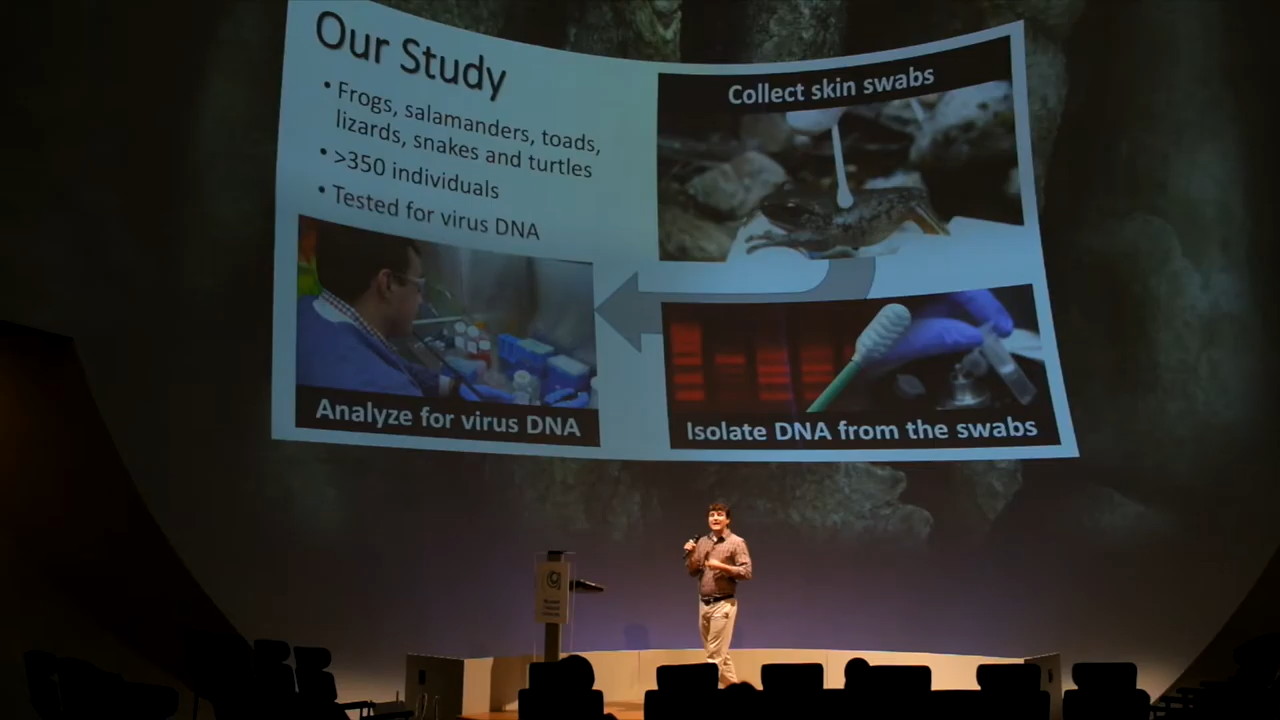 Our Study
• Frogs, salamanders, toads,
lizards, snakes and turtles
• >350 individuals
• Tested for virus DNA
Collect skin swabs
Isolate DNA from the swabs
Analyze for virus DNA